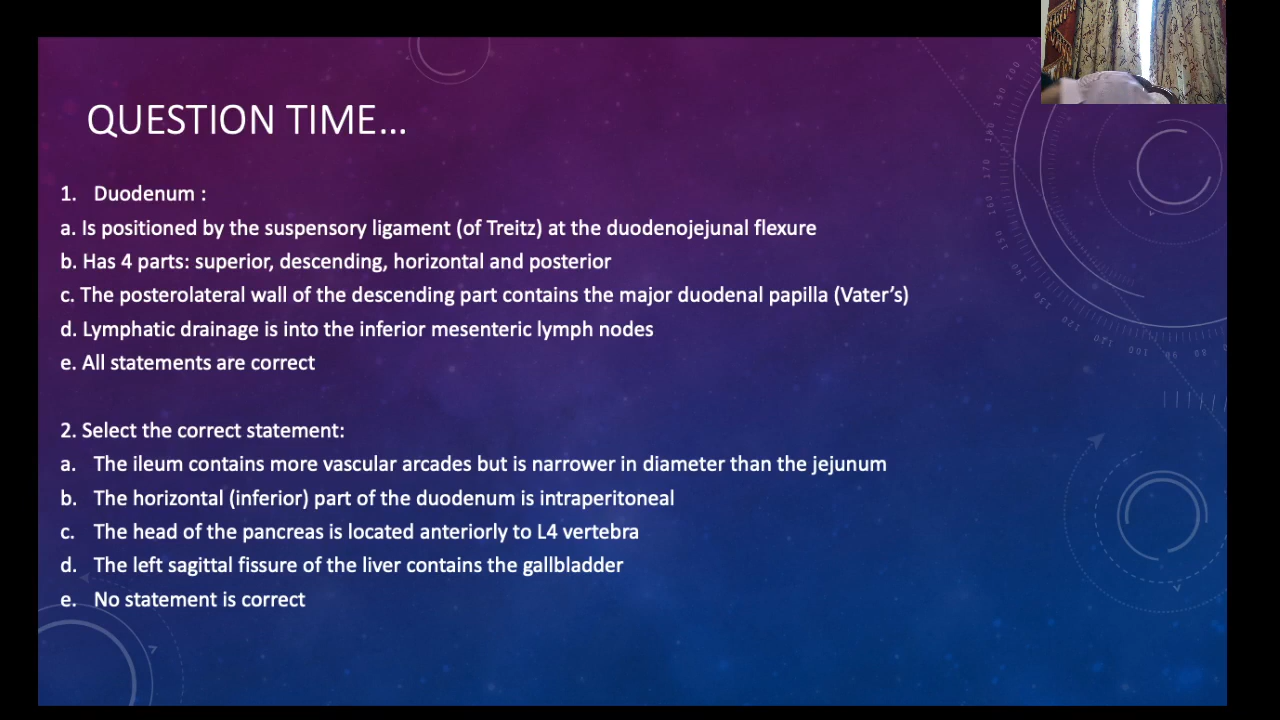 QUESTION TIME...
1. Duodenum :
a. Is positioned by the suspensory ligament (of Treitz) at the duodenojejunal flexure
b. Has 4 parts: superior, descending, horizontal and posterior
c. The posterolateral wall of the descending part contains the major duodenal papilla (Vater’s)
d. Lymphatic drainage is into the inferior mesenteric lymph nodes
e. All statements are correct
2. Select the correct statement:
a. The ileum contains more vascular arcades but is narrower in diameter than the jejunum
b. The horizontal (inferior) part of the duodenum is intraperitoneal
c. The head of the pancreas is located anteriorly to L4 vertebra
d. The left sagittal fissure of the liver contains the gallbladder
e. No statement is correct